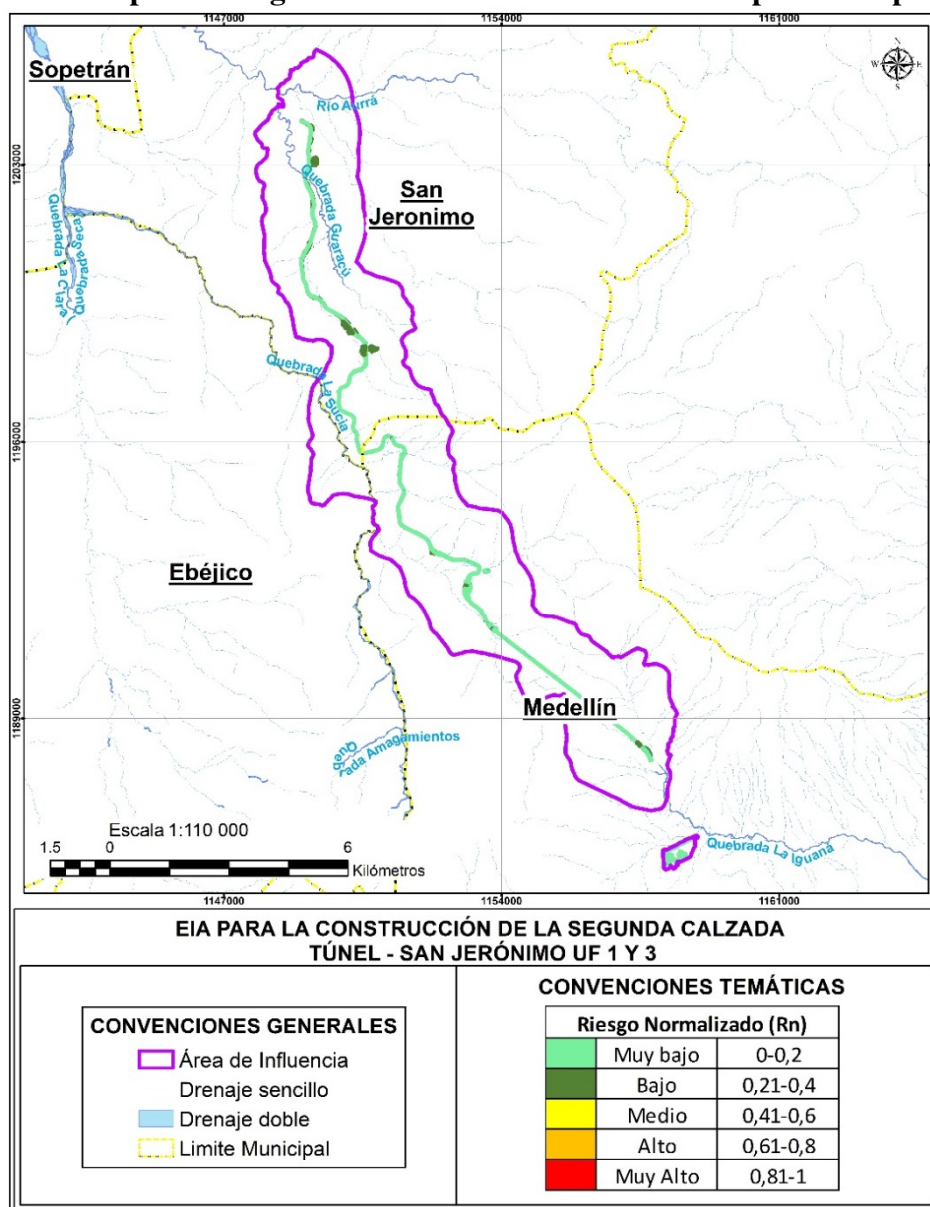 1147000 1154000 1161000
Sopetrán
N
W E
S
Río Aurrá
1203000
San
Jeronimo
Quebrada Guaracú
Quebrada La Clara
Quebrada Seca
Quebrada La Sucia
1196000
Ebéjico
Medellín
1189000
Quebrada Amagamientos
Escala 1:110 000
1.5 0 6
Kilómetros
Quebrada La Iguaná
1147000 1154000 1161000
EIA PARA LA CONSTRUCCIÓN DE LA SEGUNDA CALZADA
TÚNEL - SAN JERÓNIMO UF 1 Y 3
CONVENCIONES GENERALES
Área de Influencia
Drenaje sencillo
Drenaje doble
Limite Municipal
CONVENCIONES TEMÁTICAS
Riesgo Normalizado (Rn)
Muy bajo 0-0,2
Bajo 0,21-0,4
Medio 0,41-0,6
Alto 0,61-0,8
Muy Alto 0,81-1